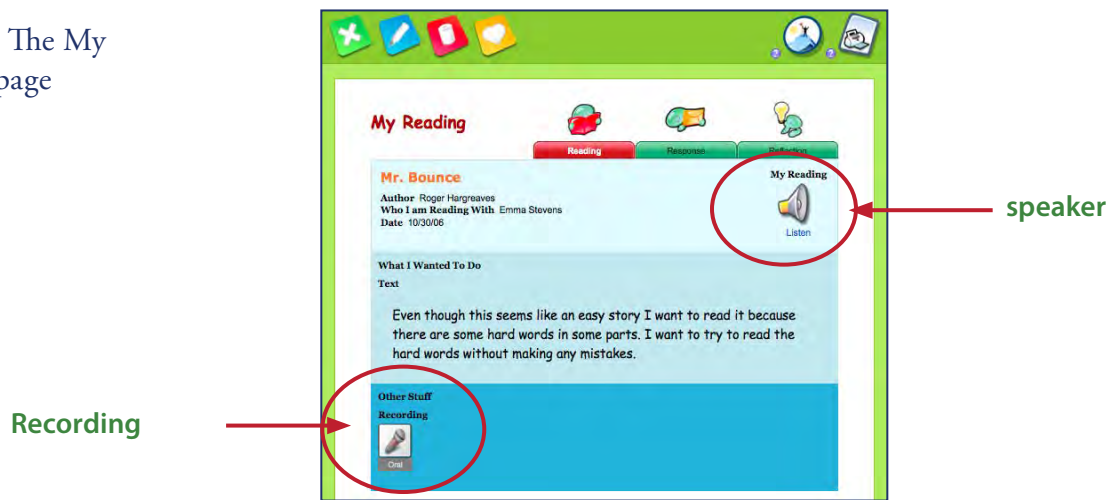 The My
page
My Reading
Reading
Response
Reflection
Mr. Bounce
Author Roger Hargreaves
Who I am Reading With Emma Stevens
Date 10/30/06
My Reading
Listen
speaker
What I Wanted To Do
Text
Even though this seems like an easy story I want to read it because
there are some hard words in some parts. I want to try to read the
hard words without making any mistakes.
Other Stuff
Recording
Oral
Recording